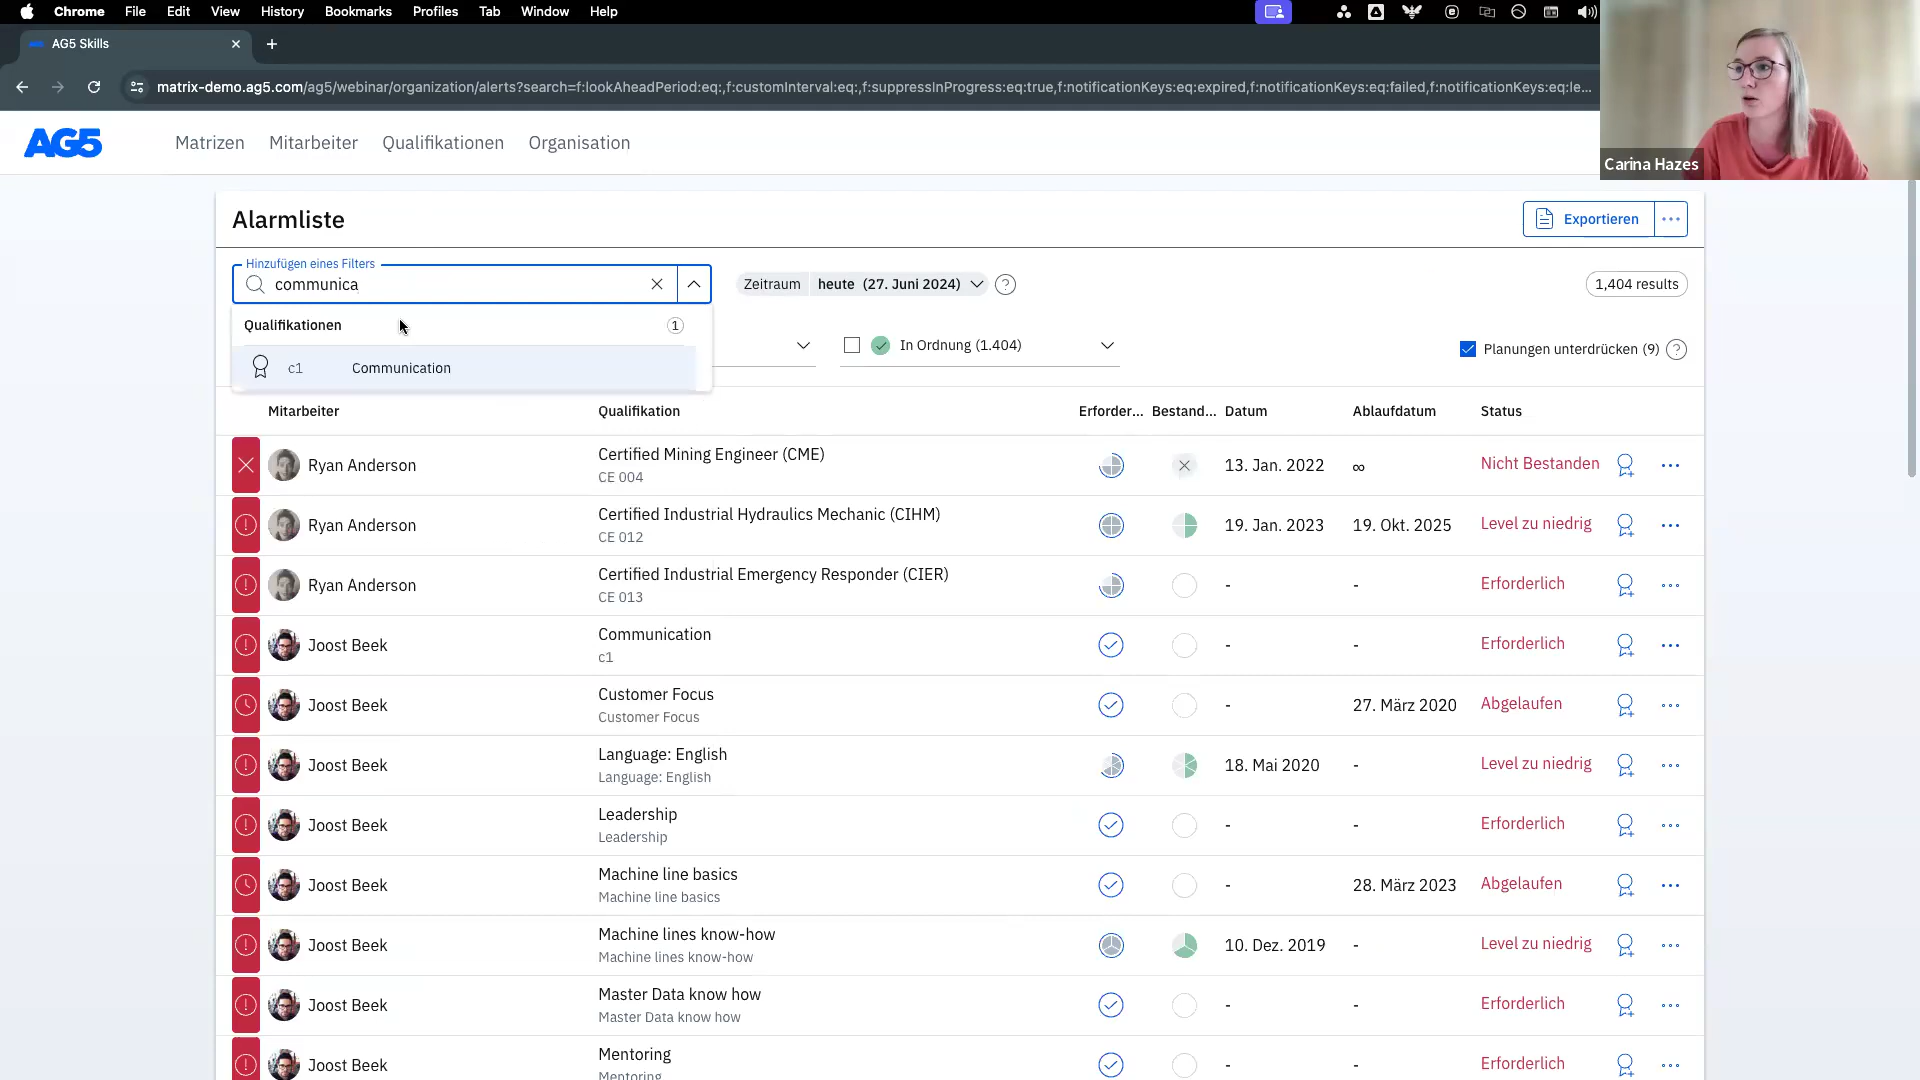 Chrome File Edit View History Bookmarks Profiles Tab Window Help
AG5 Skills
matrix-demo.ag5.com/ag5/webinar/organization/alerts?search=f:lookAheadPeriod:eq:,f:customInterval:eq:,f:suppressInProgress:eq:true,f:notificationKeys:eq:expired,f:notificationKeys:eq:failed,f:notificationKeys:eq:le...
AG5 Matrizen Mitarbeiter Qualifikationen Organisation
Carina Hazes
Alarmliste
Exportieren
Hinzufügen eines Filters
communica
Zeitraum heute (27. Juni 2024) ?
1,404 results
Qualifikationen 1
c1 Communication
In Ordnung (1.404)
Planungen unterdrücken (9) ?
Mitarbeiter Qualifikation Erforder... Bestand... Datum Ablaufdatum Status
Ryan Anderson Certified Mining Engineer (CME) 13. Jan. 2022 ∞ Nicht Bestanden
CE 004
Ryan Anderson Certified Industrial Hydraulics Mechanic (CIHM) 19. Jan. 2023 19. Okt. 2025 Level zu niedrig
CE 012
Ryan Anderson Certified Industrial Emergency Responder (CIER) - - Erforderlich
CE 013
Joost Beek Communication - - Erforderlich
c1
Joost Beek Customer Focus - 27. März 2020 Abgelaufen
Customer Focus
Joost Beek Language: English 18. Mai 2020 - Level zu niedrig
Language: English
Joost Beek Leadership - - Erforderlich
Leadership
Joost Beek Machine line basics - 28. März 2023 Abgelaufen
Machine line basics
Joost Beek Machine lines know-how 10. Dez. 2019 - Level zu niedrig
Machine lines know-how
Joost Beek Master Data know how - - Erforderlich
Master Data know how
Joost Beek Mentoring - - Erforderlich
Mentoring